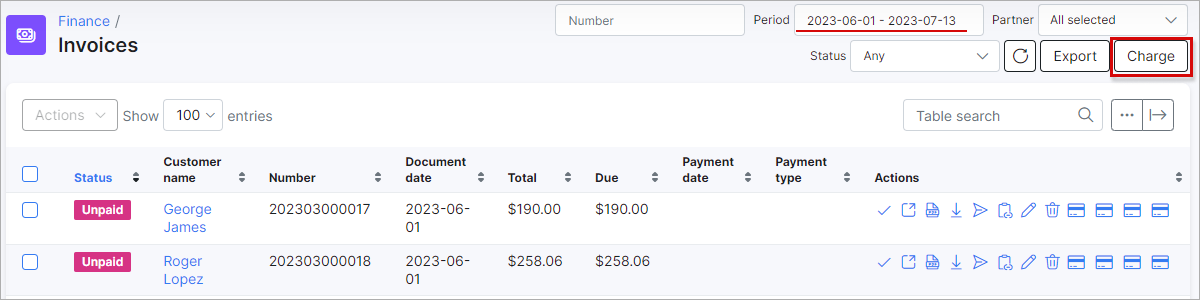 Finance /
Invoices
Number
Period
2023-06-01 - 2023-07-13
Partner
All selected
Status
Any
Export
Charge
Actions
Show
100
entries
Table search
Status
Customer name
Number
Document date
Total
Due
Payment date
Payment type
Actions
Unpaid
George James
202303000017
2023-06-01
$190.00
$190.00
Unpaid
Roger Lopez
202303000018
2023-06-01
$258.06
$258.06